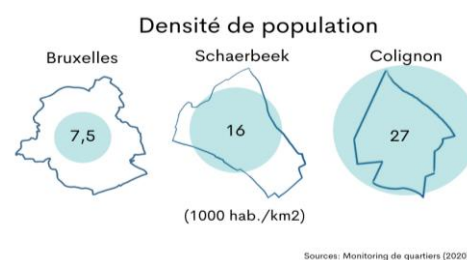 Densité de population
Bruxelles
Schaerbeek
Colignon
7,5
16
27
(1000 hab./km2)
Sources: Monitoring de quartiers (2020